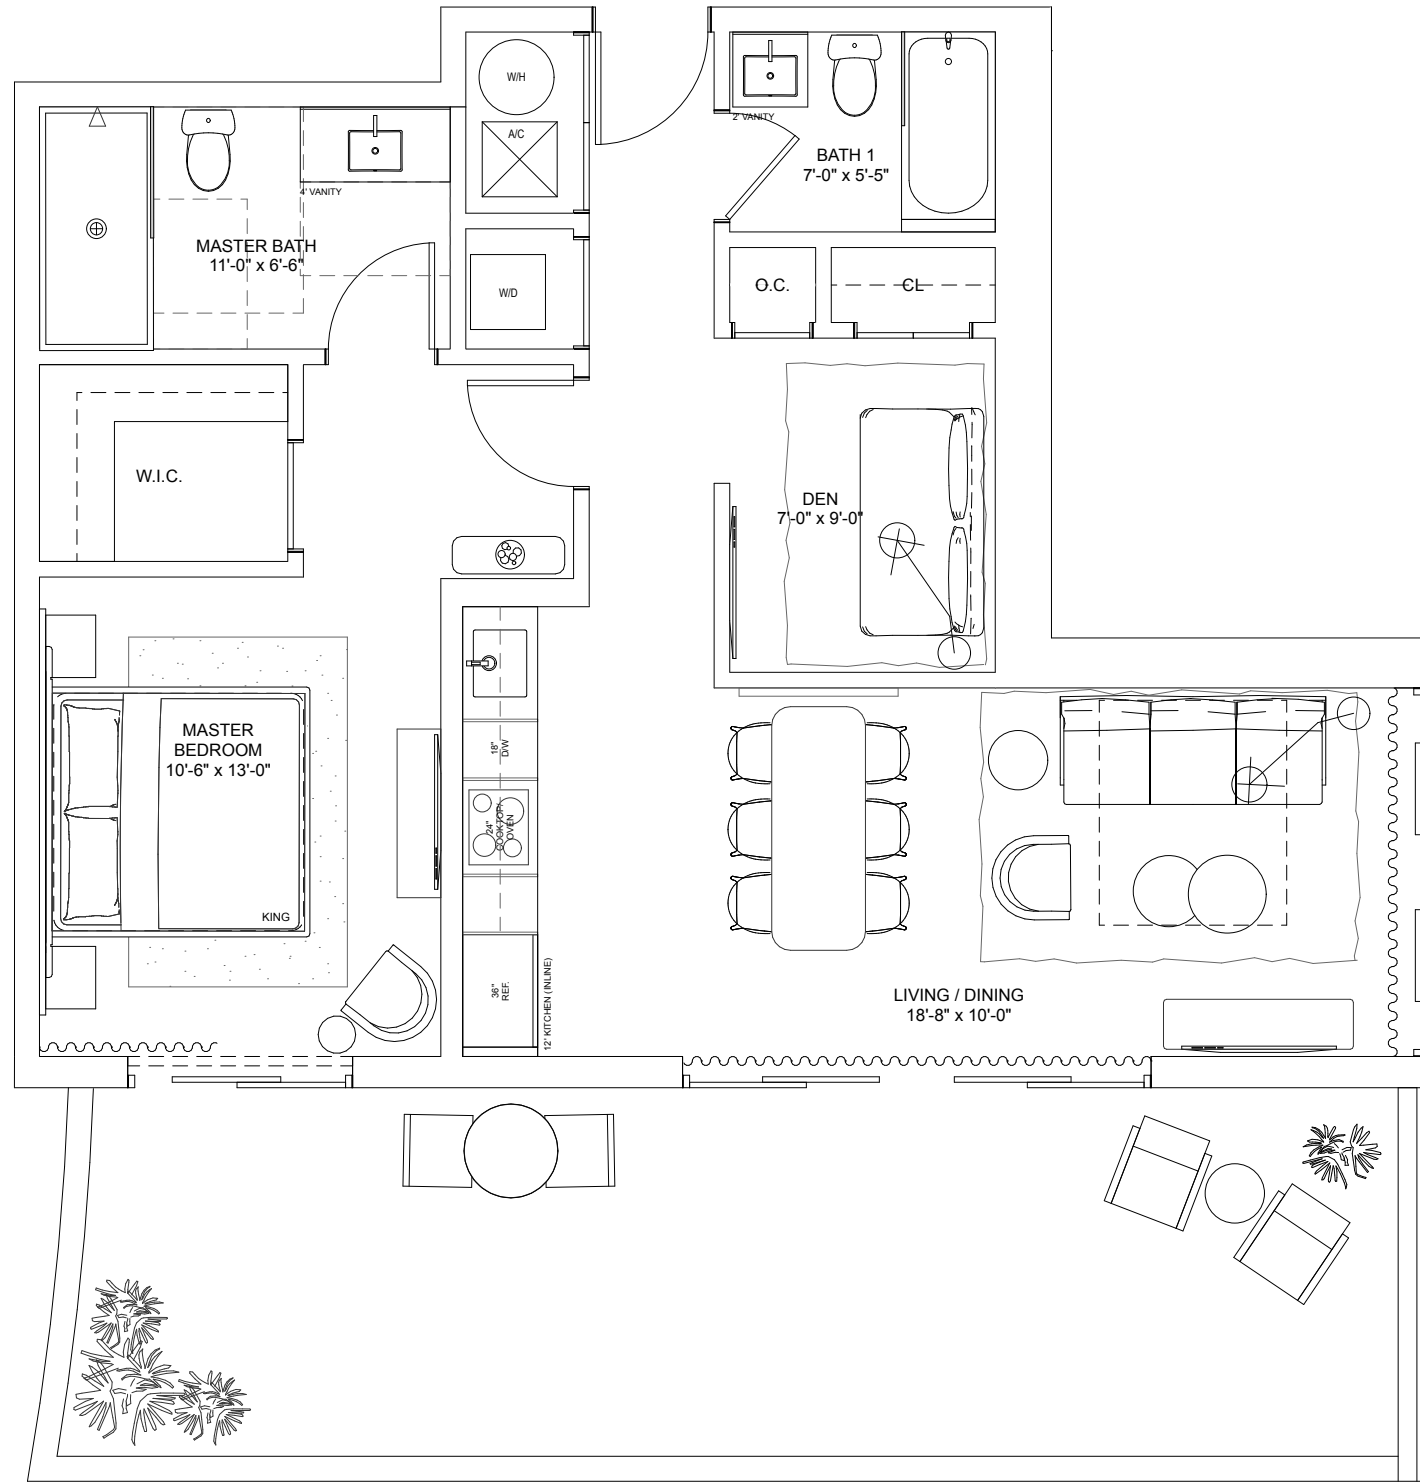 W/H
A/C
2' VANITY
BATH 1
7'-0" x 5'-5"
4' VANITY
MASTER BATH
11'-0" x 6'-6"
W/D
O.C.
CL
W.I.C.
DEN
7'-0" x 9'-0"
MASTER
BEDROOM
10'-6" x 13'-0"
KING
18"
D/W
24"
COOKTOP/
OVEN
36"
REF.
12' KITCHEN (INLINE)
LIVING / DINING
18'-8" x 10'-0"